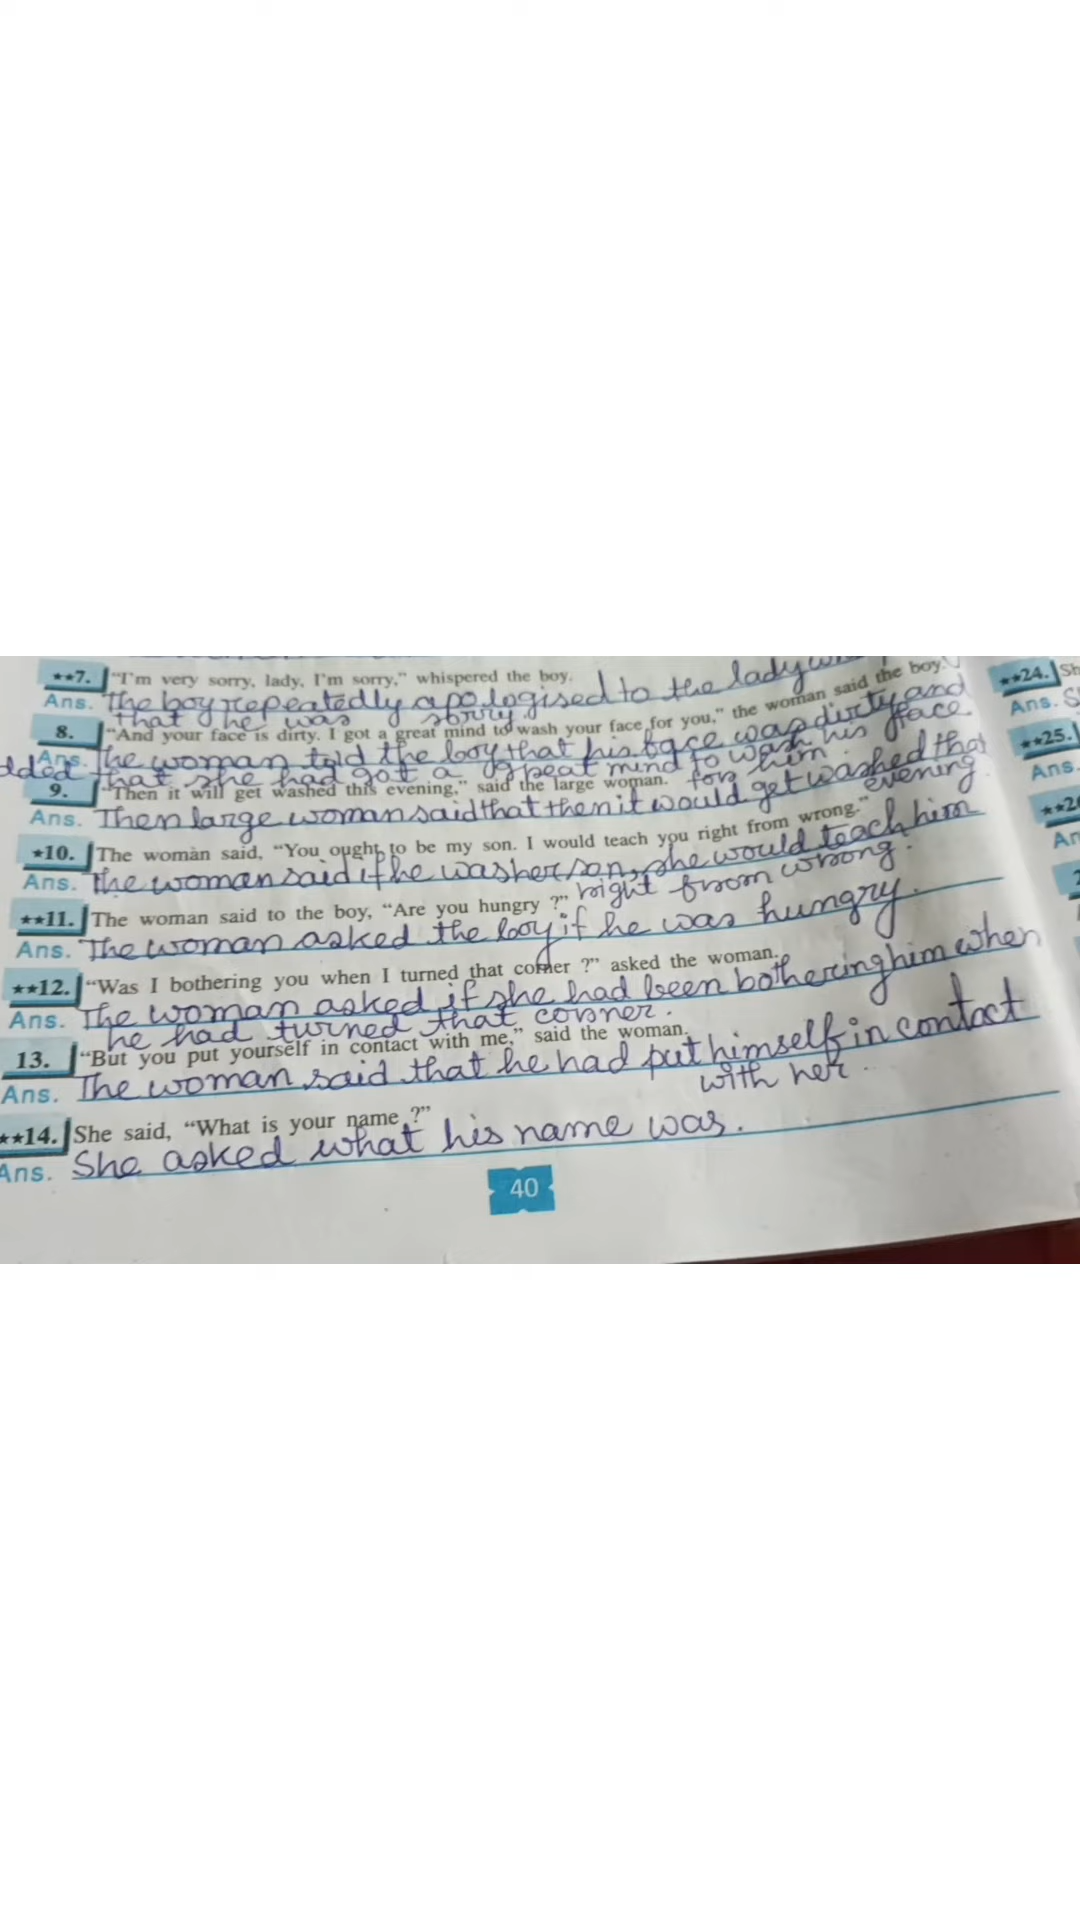 ★★7. "I'm very sorry, lady, I'm sorry," whispered the boy.
Ans. The boy repeatedly apologised to the lady
that he was sorry.
8. "And your face is dirty. I got a great mind to wash your face for you," the woman said the boy.
Ans. The woman told the boy that his face was dirty and
added that she had got a great mind to wash his face
for him.
9. "Then it will get washed this evening," said the large woman.
Ans. Then large woman said that then it would get washed that
evening.
★10. The woman said, "You ought to be my son. I would teach you right from wrong."
Ans. The woman said if he was her son, she would teach him
right from wrong.
★★11. The woman said to the boy, "Are you hungry ?"
Ans. The woman asked the boy if he was hungry.
★★12. "Was I bothering you when I turned that corner ?" asked the woman.
Ans. The woman asked if she had been bothering him when
he had turned that corner.
13. "But you put yourself in contact with me," said the woman.
Ans. The woman said that he had put himself in contact
with her.
★★14. She said, "What is your name ?"
Ans. She asked what his name was.
40
★★24. Sh
Ans. S
★★25.
Ans.